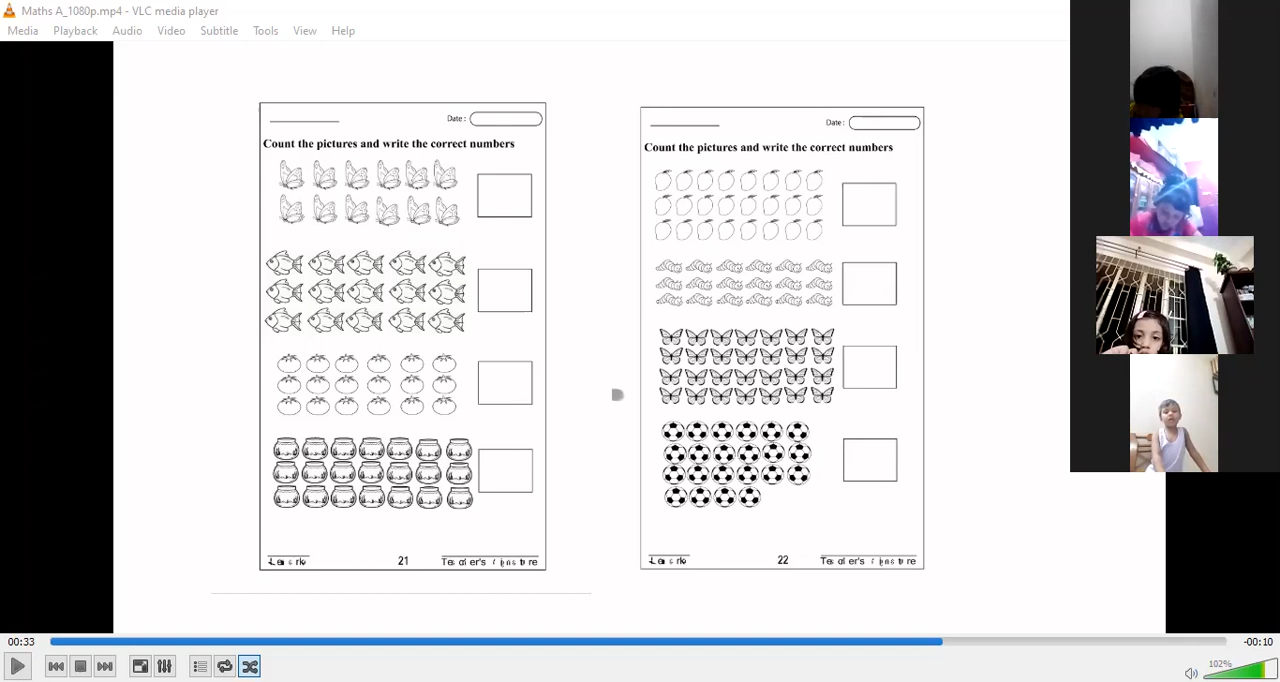 Maths A_1080p.mp4 - VLC media player
Media Playback Audio Video Subtitle Tools View Help
Date :
Count the pictures and write the correct numbers
21
Date :
Count the pictures and write the correct numbers
22
00:33
-00:10
102%